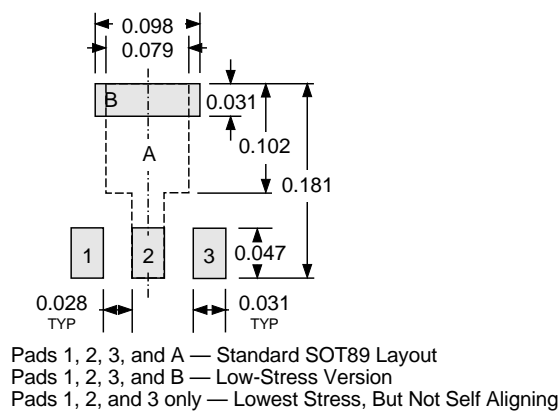 0.098
0.079
B
0.031
A
0.102
0.181
1
2
3
0.047
0.028
TYP
0.031
TYP
Pads 1, 2, 3, and A — Standard SOT89 Layout
Pads 1, 2, 3, and B — Low-Stress Version
Pads 1, 2, and 3 only — Lowest Stress, But Not Self Aligning